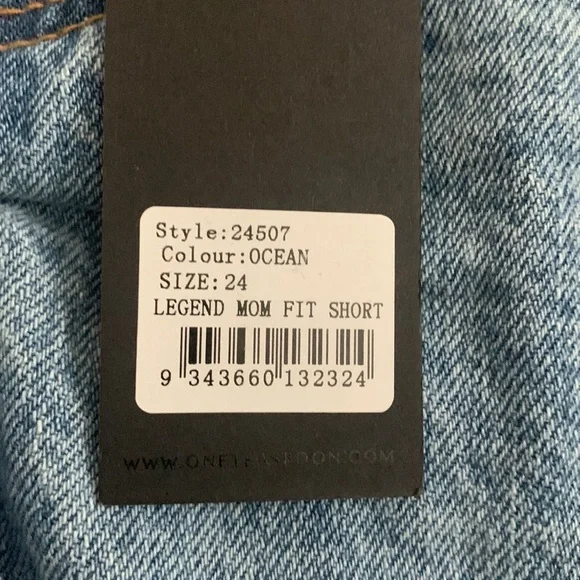 Style:24507
Colour:OCEAN
SIZE:24
LEGEND MOM FIT SHORT
9 343660 132324